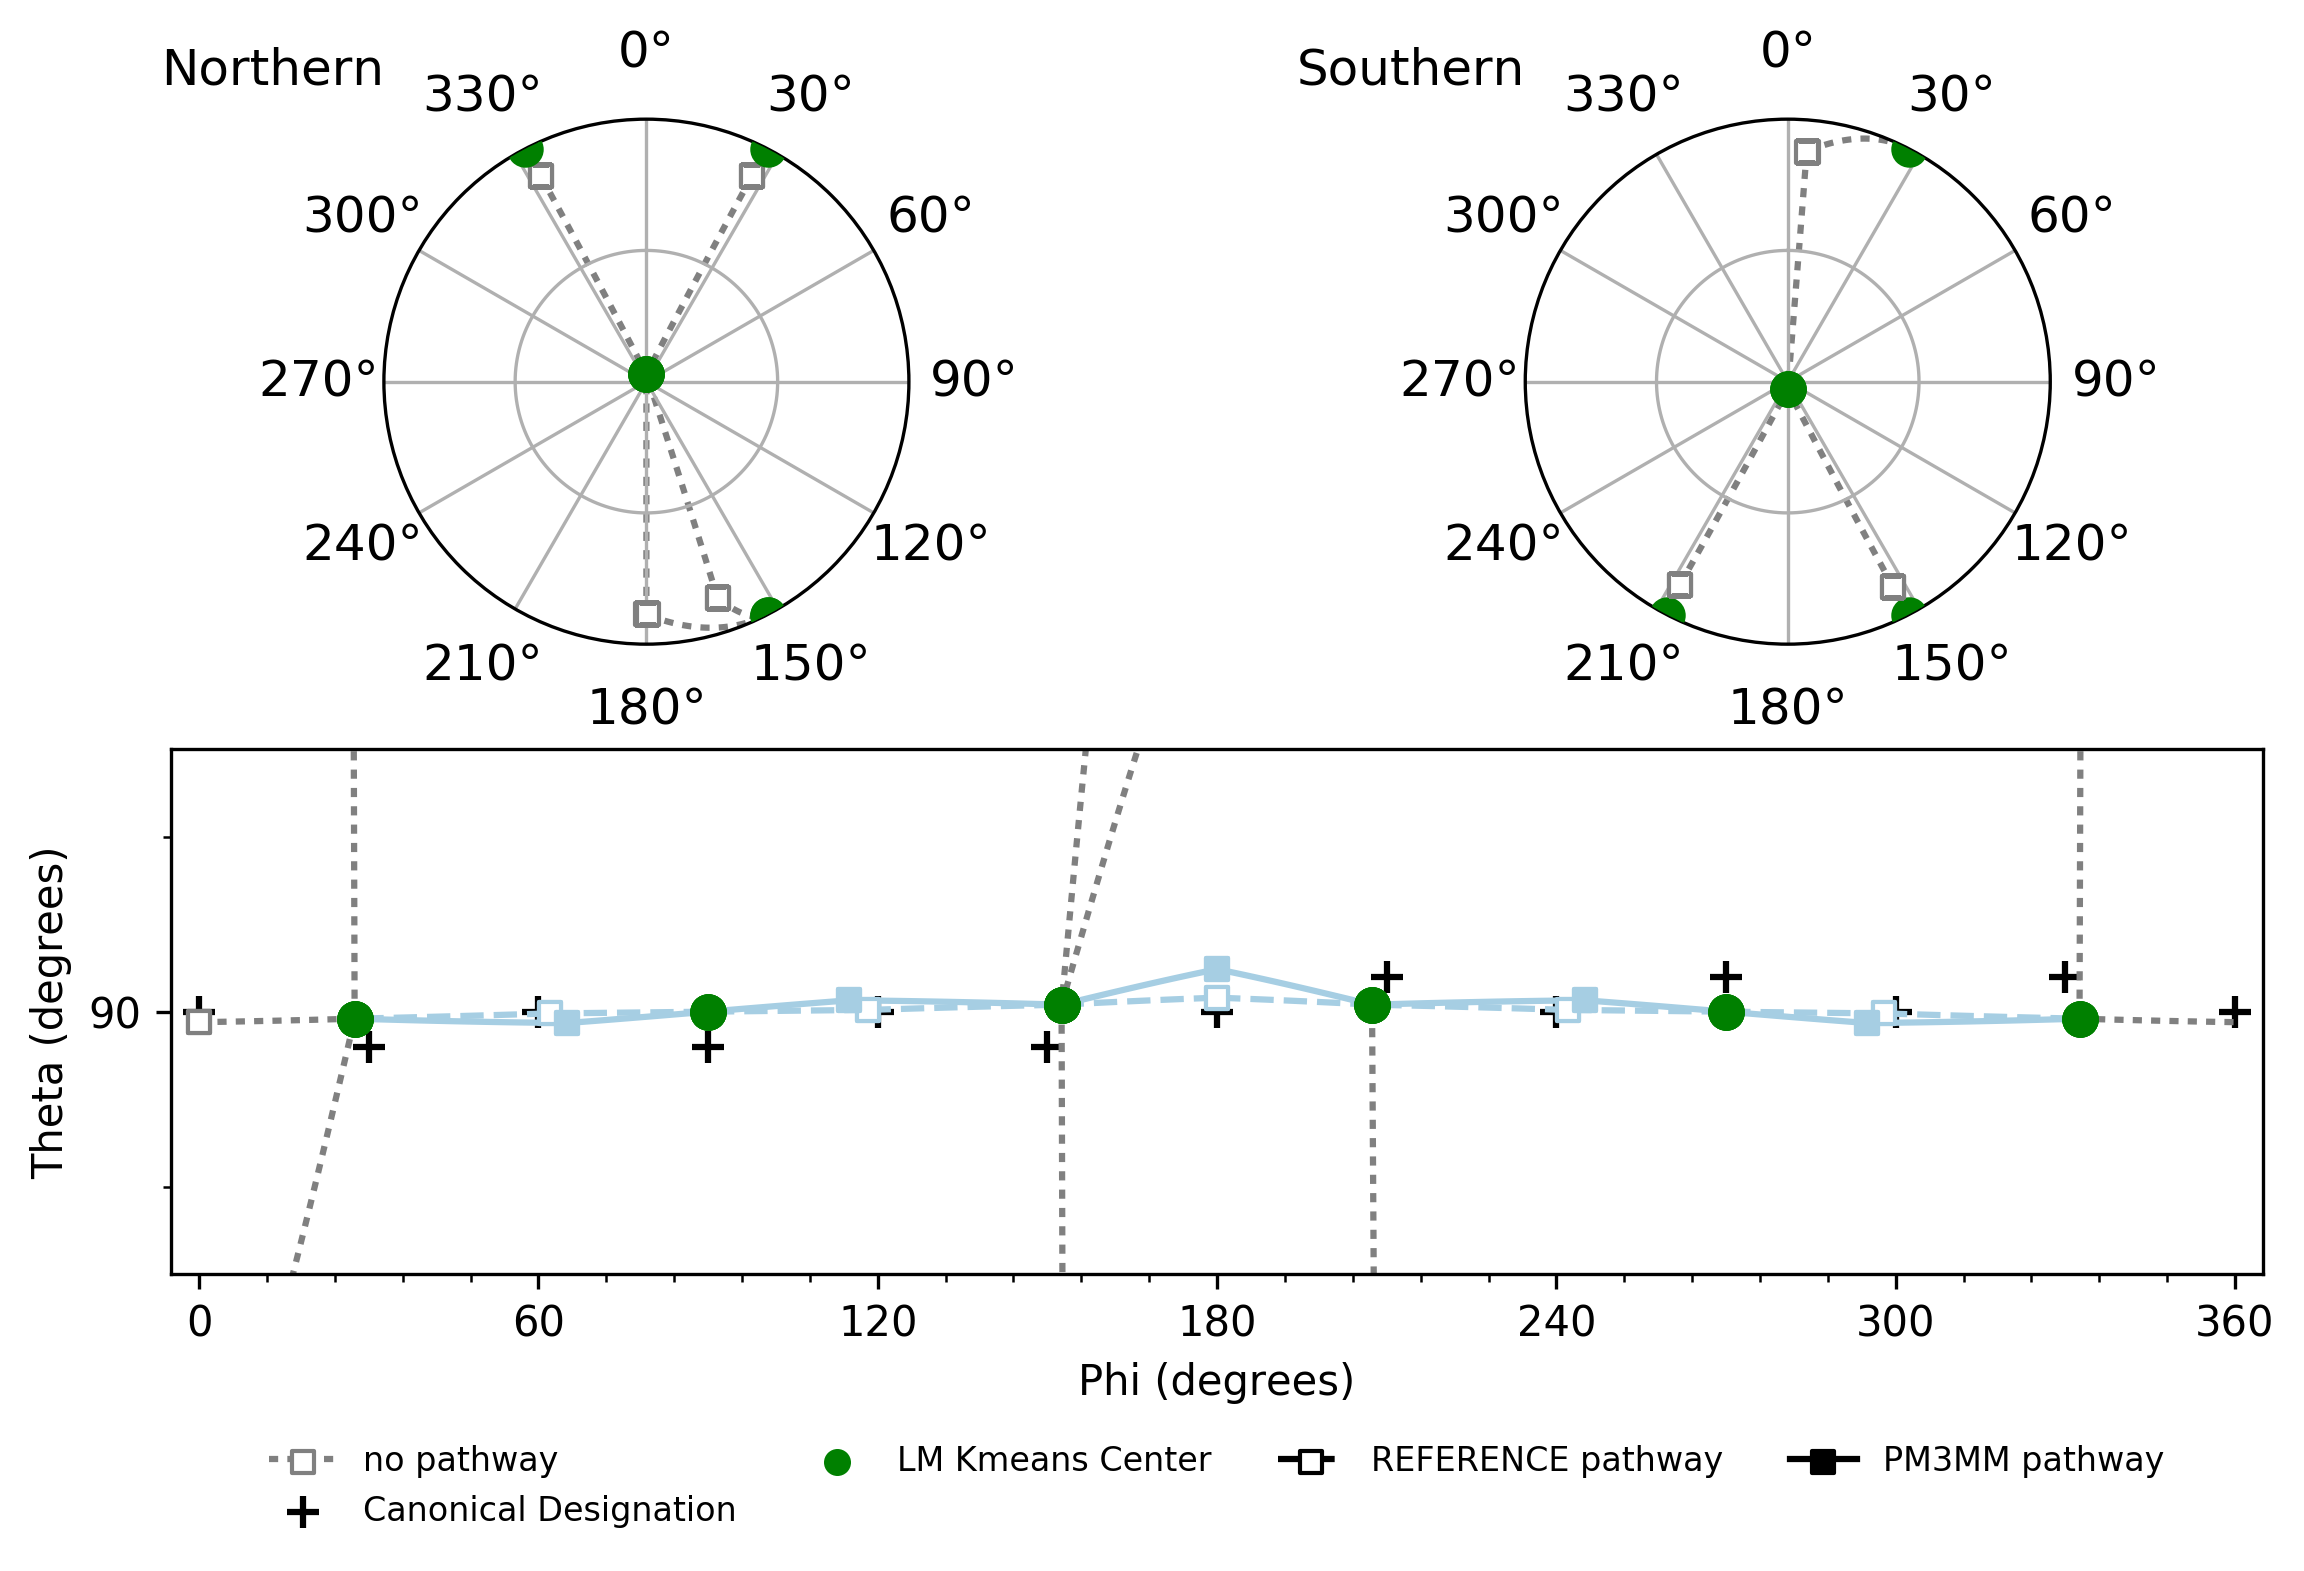 Northern
0°
330°
30°
300°
60°
270°
90°
240°
120°
210°
150°
180°
Southern
0°
330°
30°
300°
60°
270°
90°
240°
120°
210°
150°
180°
Theta (degrees)
90
0 60 120 180 240 300 360
Phi (degrees)
no pathway
Canonical Designation
LM Kmeans Center
REFERENCE pathway
PM3MM pathway